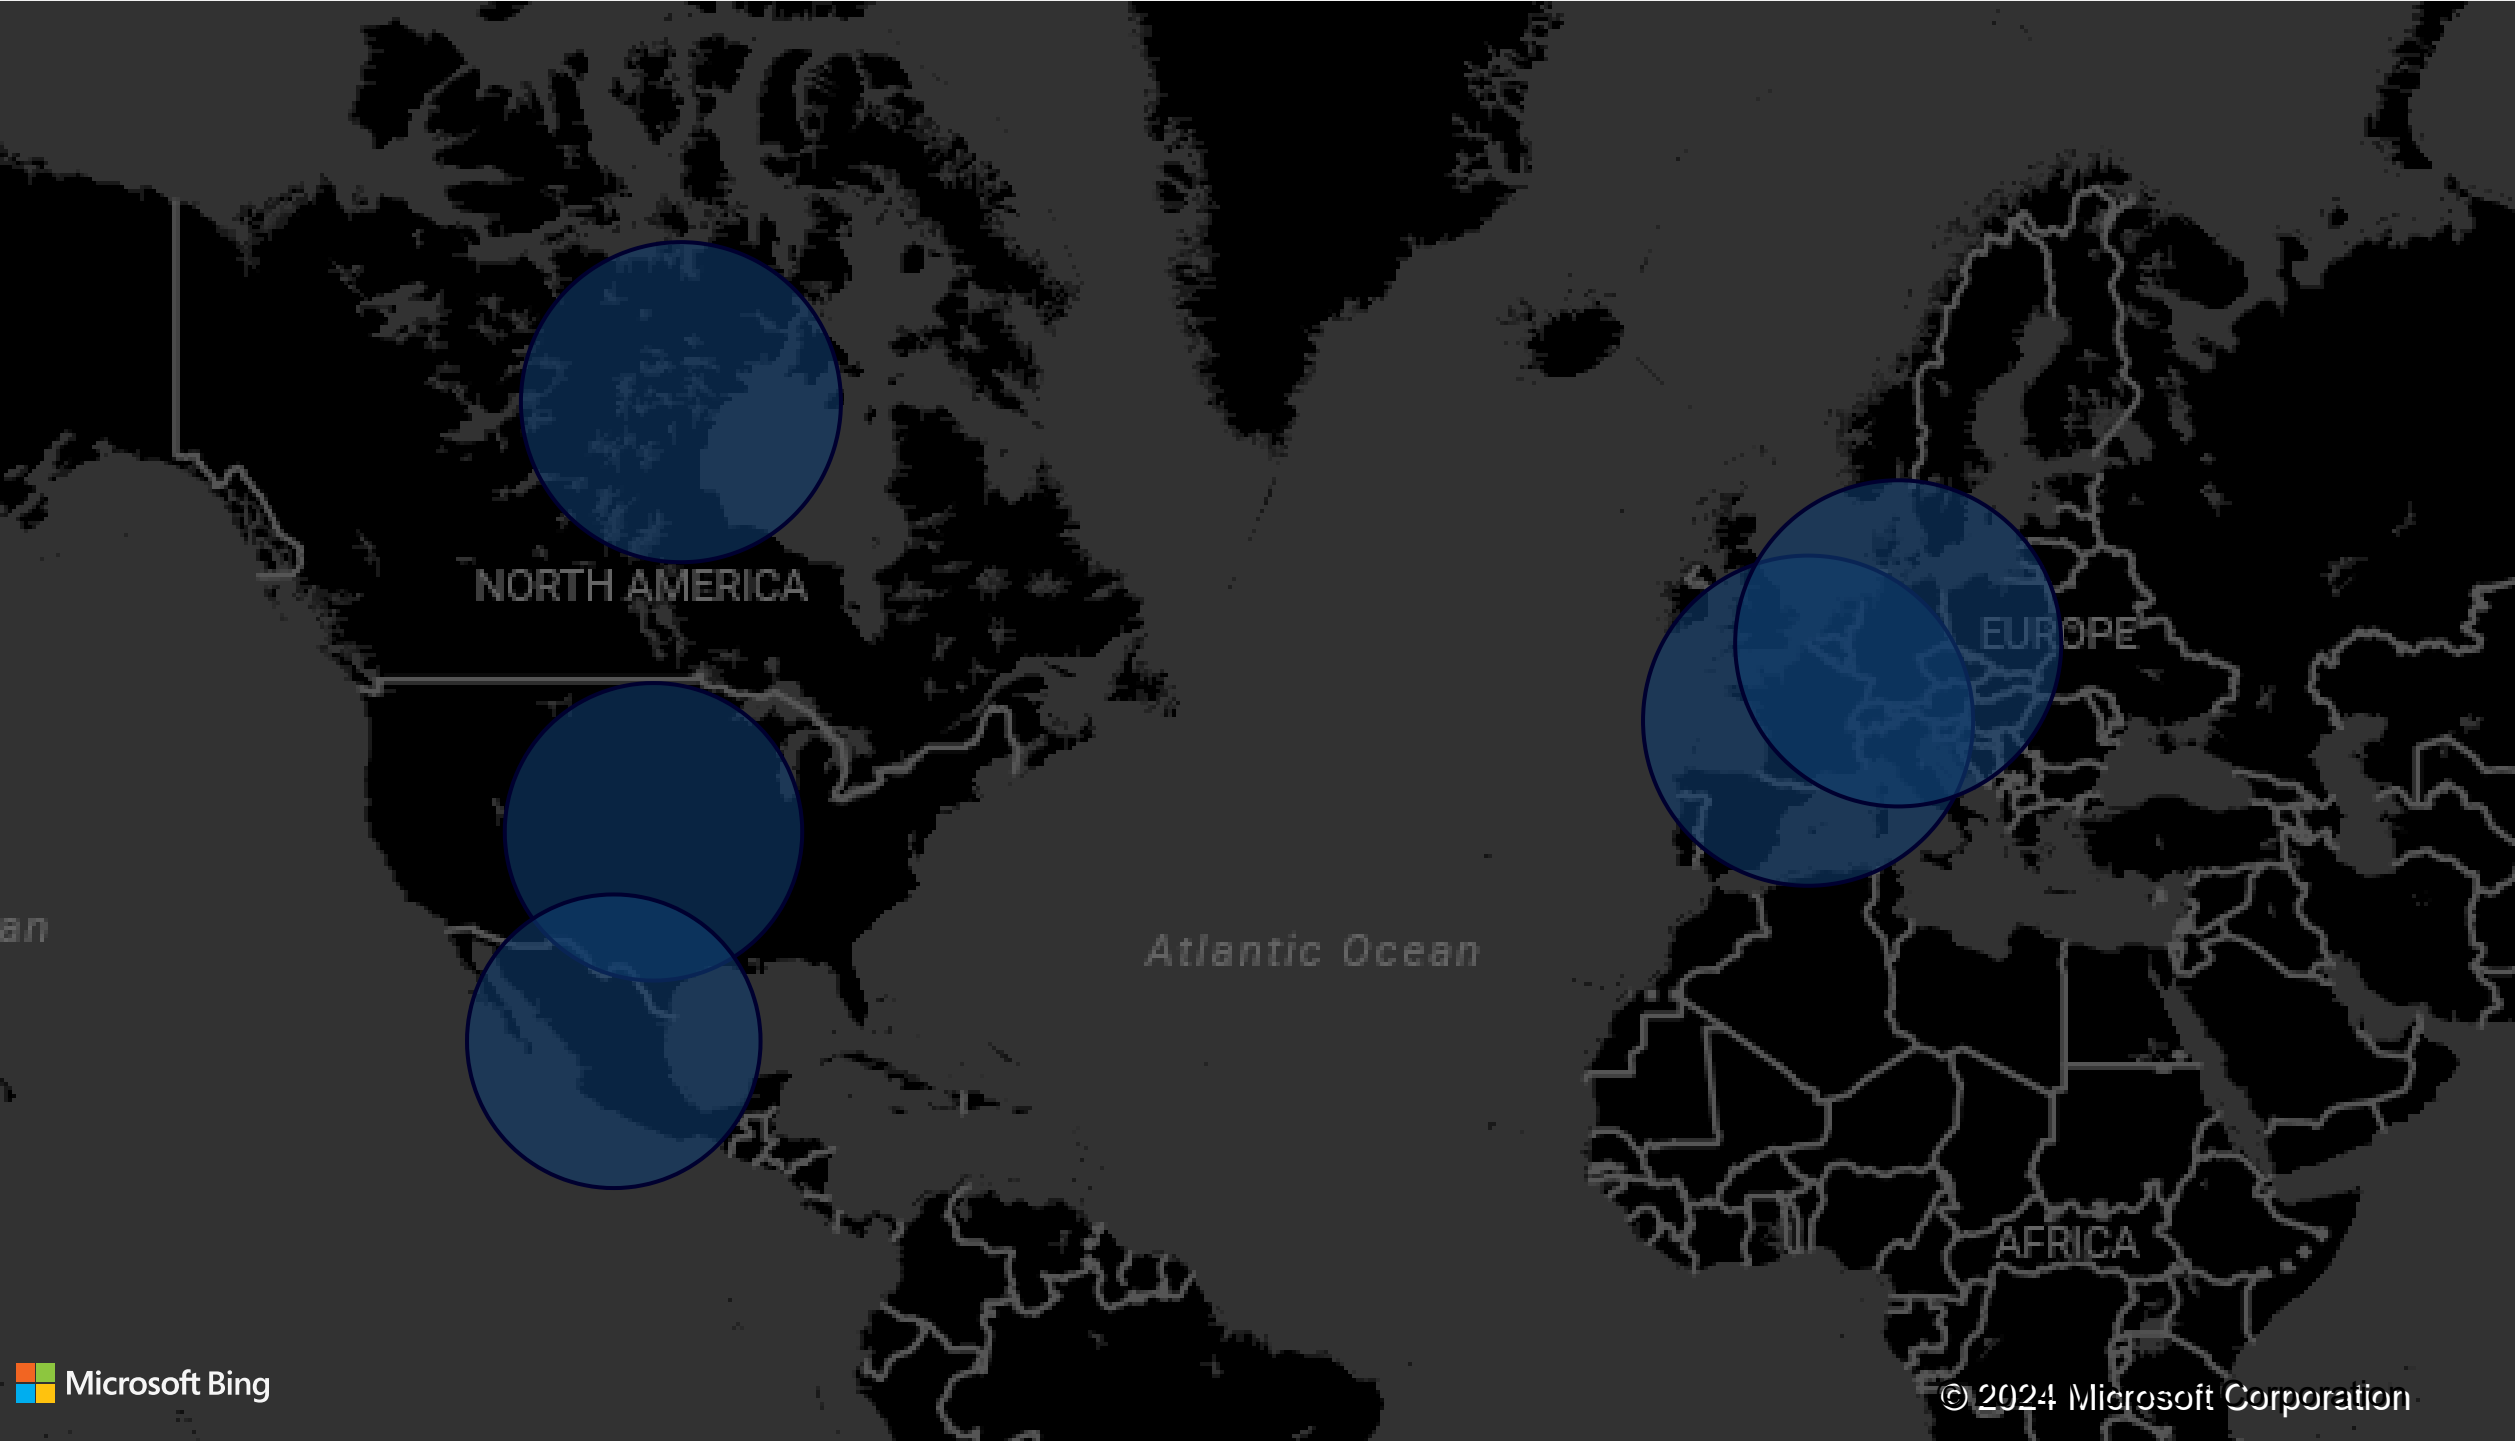 NORTH AMERICA
EUROPE
an
Atlantic Ocean
AFRICA
Microsoft Bing
© 2024 Microsoft Corporation